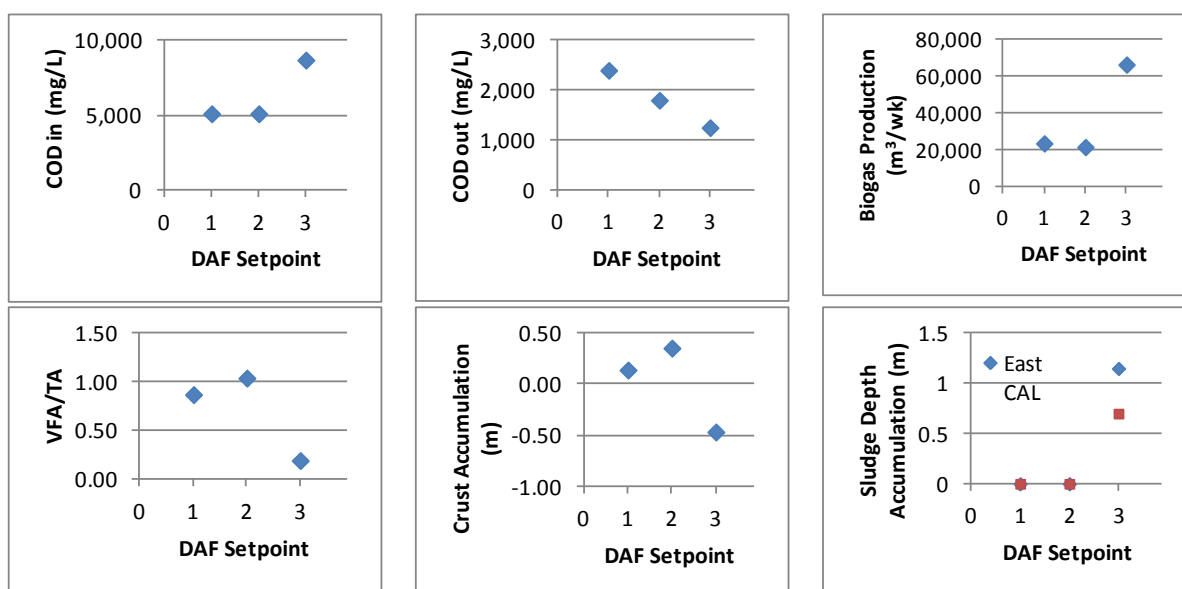 10,000
5,000
0
0 1 2 3
COD in (mg/L)
DAF Setpoint
3,000
2,000
1,000
0
0 1 2 3
COD out (mg/L)
DAF Setpoint
80,000
60,000
40,000
20,000
0
0 1 2 3
Biogas Production
(m³/wk)
DAF Setpoint
1.50
1.00
0.50
0.00
0 1 2 3
VFA/TA
DAF Setpoint
0.50
0.00
-0.50
-1.00
0 1 2 3
Crust Accumulation
(m)
DAF Setpoint
1.5
1
0.5
0
0 1 2 3
Sludge Depth
Accumulation (m)
East
CAL
DAF Setpoint